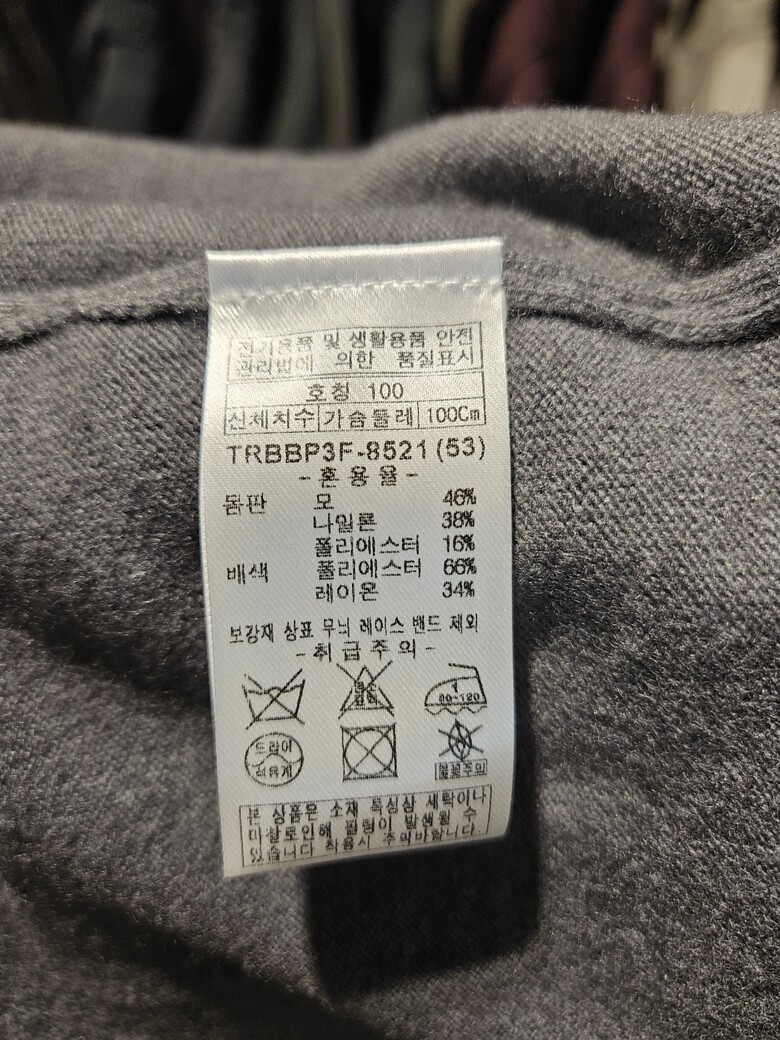 전기용품 및 생활용품 안전
관리법에 의한 품질표시
호칭 100
신체치수 가슴둘레 100Cm
TRBBP3F-8521 (53)
- 혼 용 율 -
몸판 모 46%
나일론 38%
폴리에스터 16%
배색 폴리에스터 66%
레이온 34%
보강재 상표 무늬 레이스 밴드 제외
- 취 급 주 의 -
염소 표백
1
80-120
드라이
석유계
불꽃주의
본 상품은 소재 특성상 세탁이나
마찰로인해 필링이 발생될 수
있습니다 착용시 주의바랍니다.